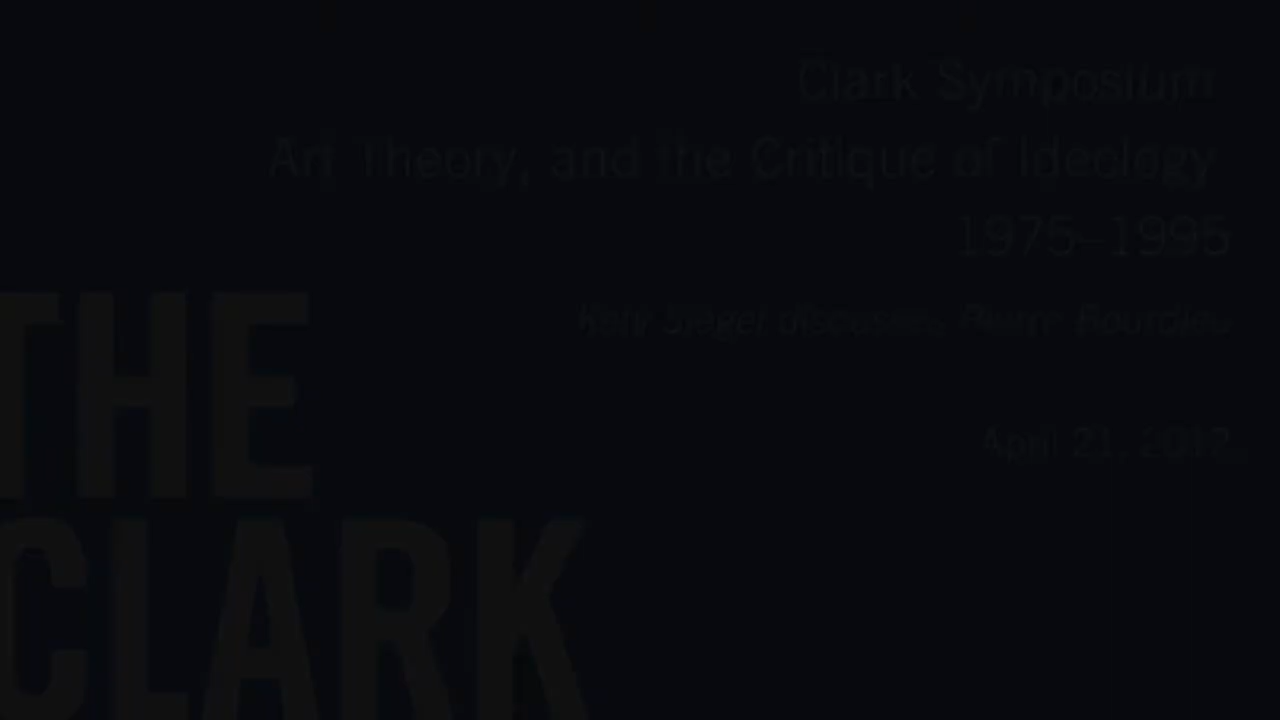 Clark Symposium
Art Theory, and the Critique of Ideology
1975–1995
Katy Siegel discusses Pierre Bourdieu
April 21, 2012
THE
CLARK